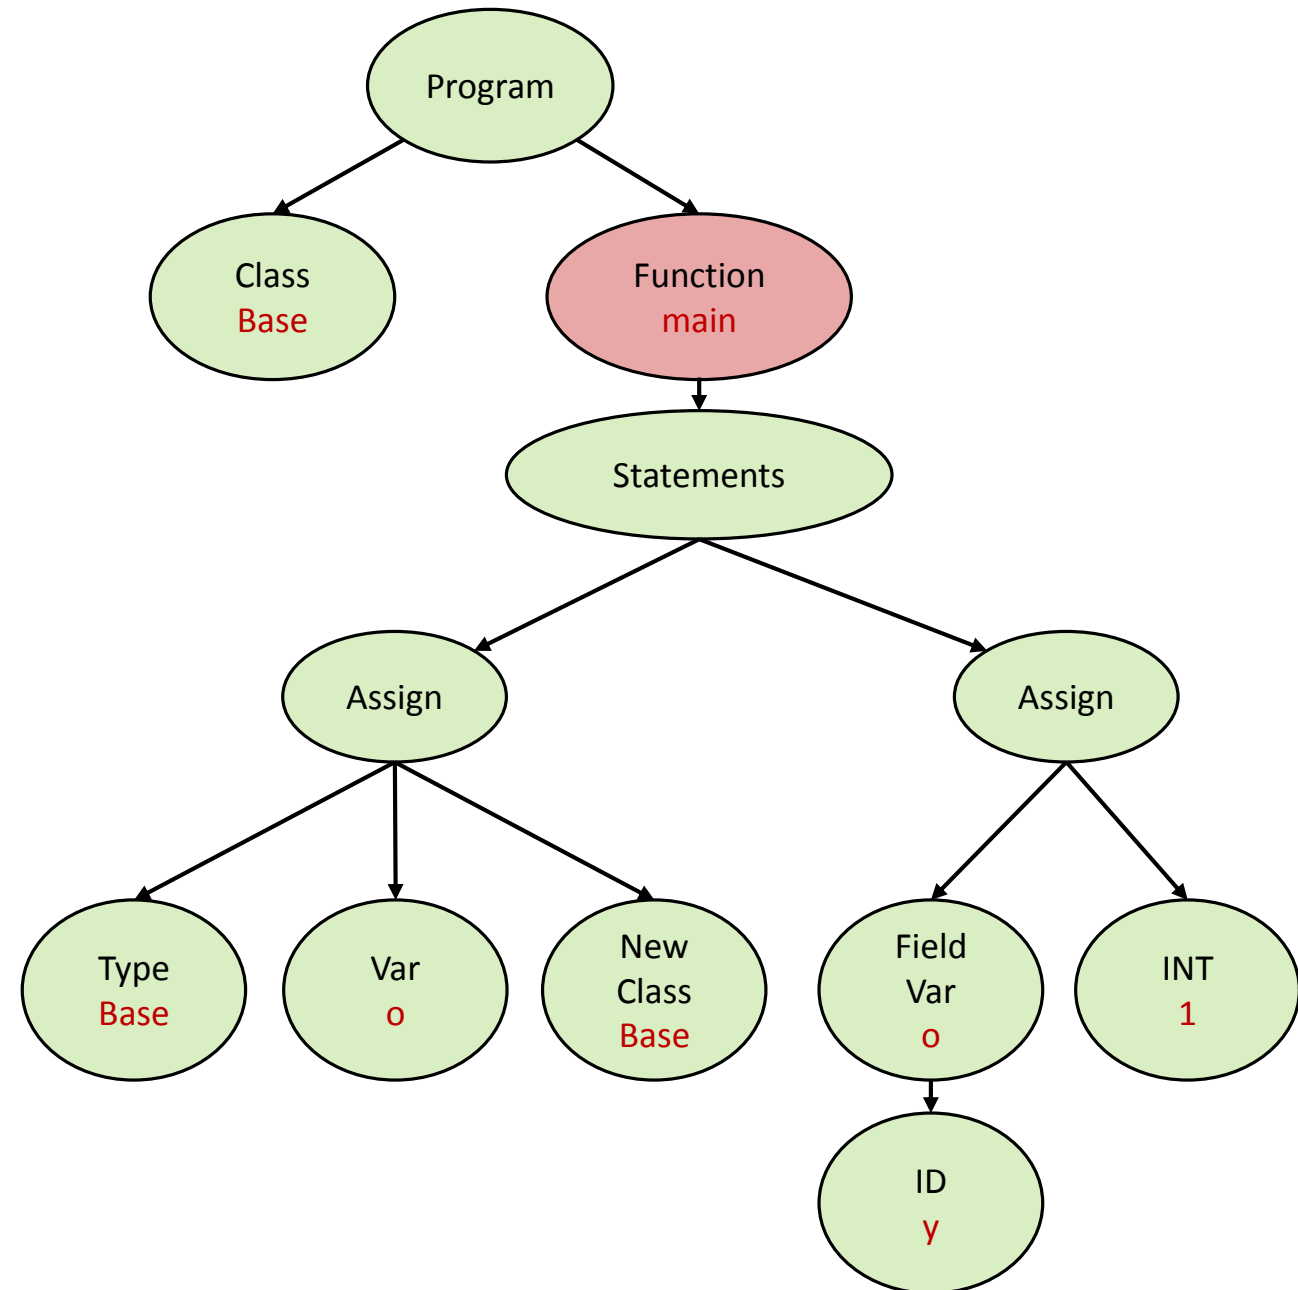 Program
Class
Base
Function
main
Statements
Assign
Assign
Type
Base
Var
o
New
Class
Base
Field
Var
o
INT
1
ID
y